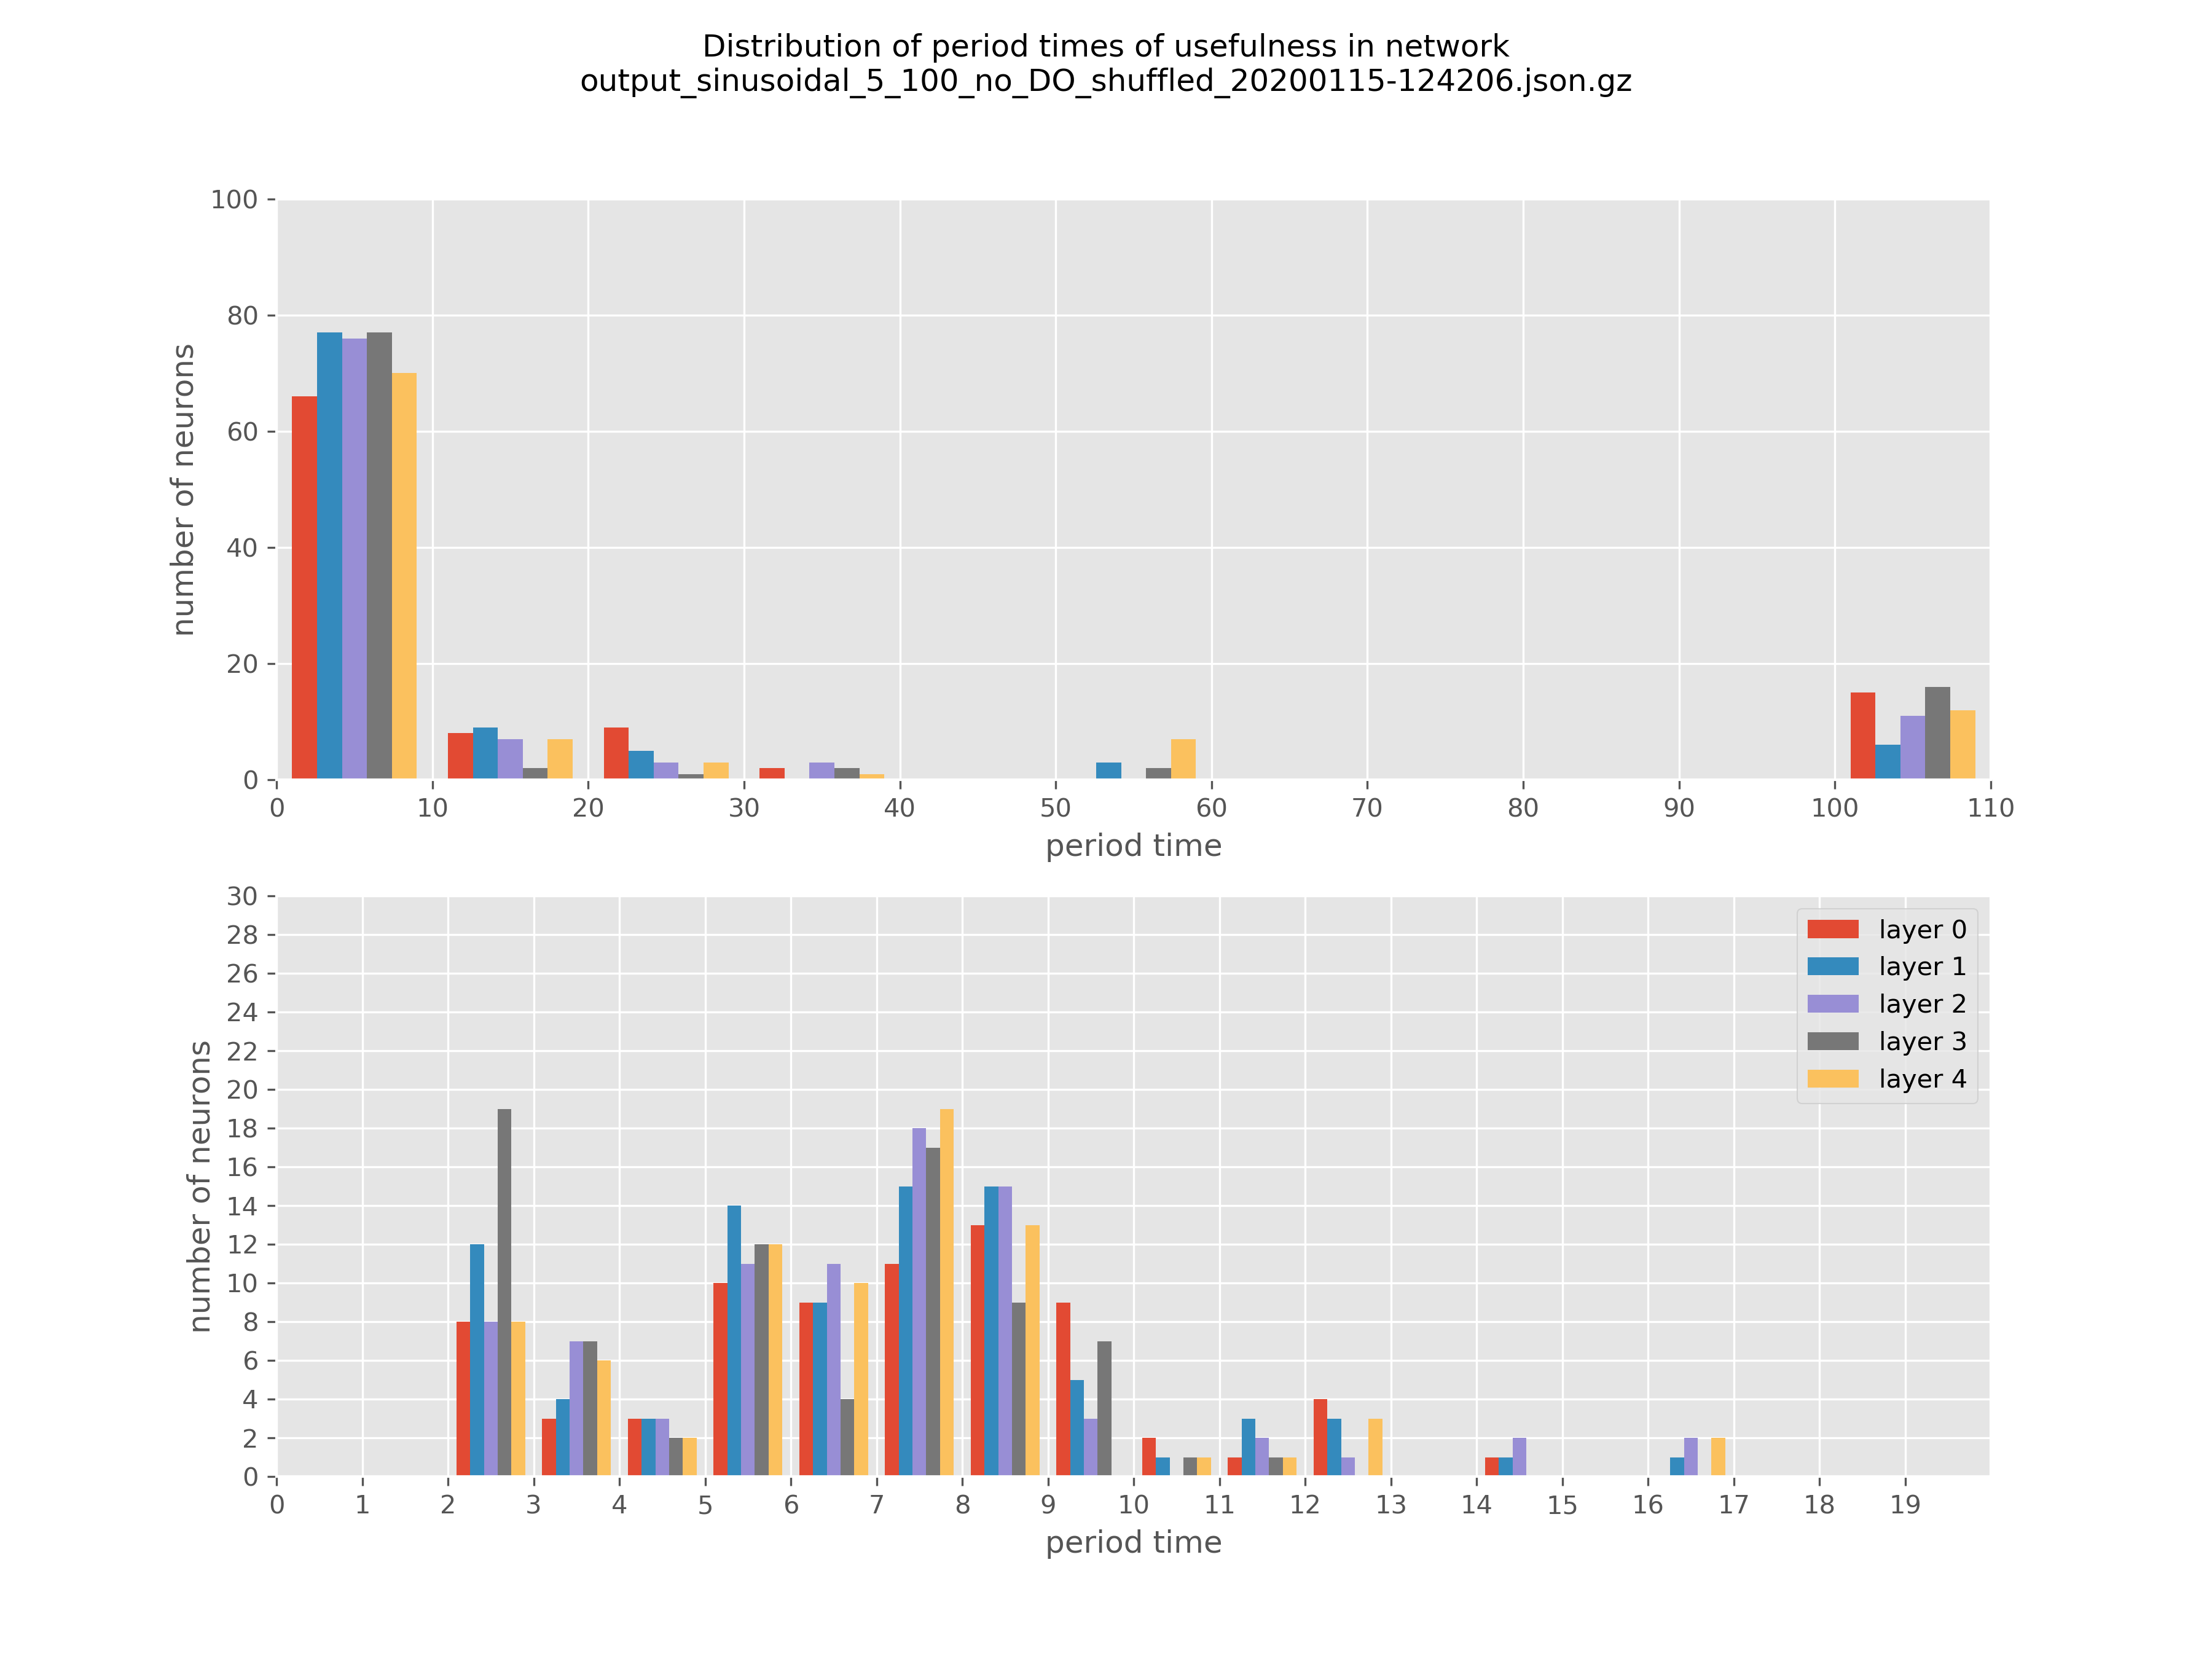 Distribution of period times of usefulness in network
output_sinusoidal_5_100_no_DO_shuffled_20200115-124206.json.gz
100
80
60
40
20
0
number of neurons
0 10 20 30 40 50 60 70 80 90 100 110
period time
30
28
26
24
22
20
18
16
14
12
10
8
6
4
2
0
number of neurons
layer 0
layer 1
layer 2
layer 3
layer 4
0 1 2 3 4 5 6 7 8 9 10 11 12 13 14 15 16 17 18 19
period time